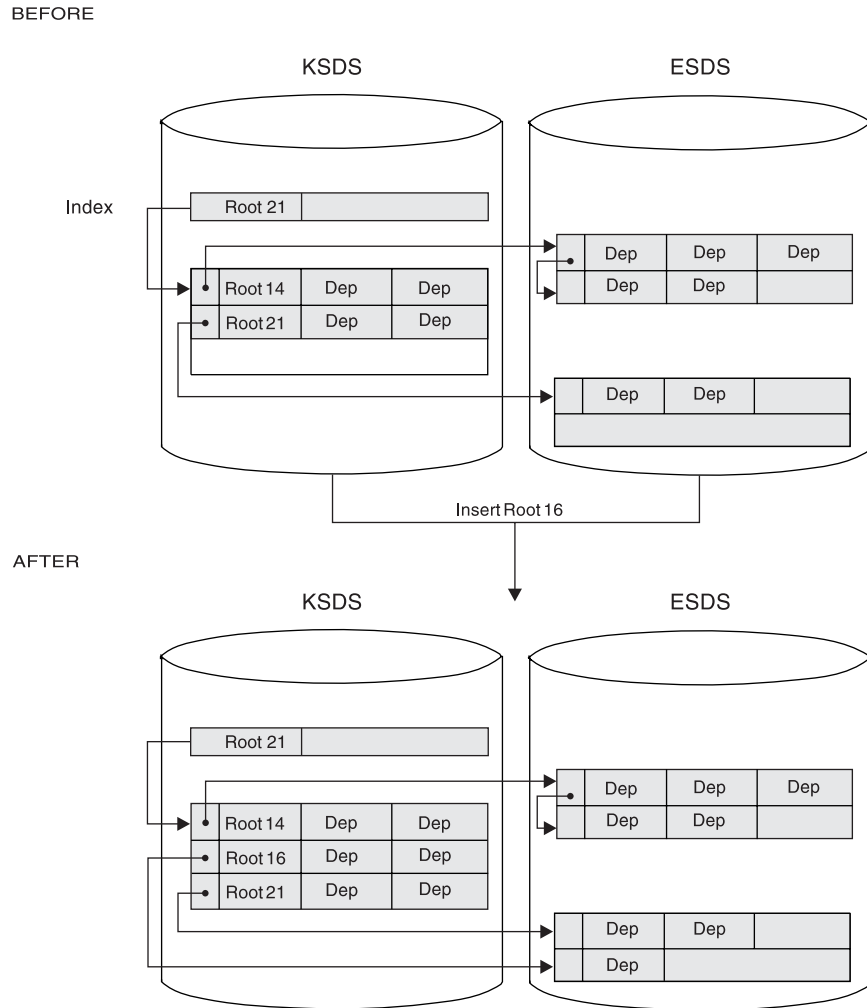 BEFORE
KSDS ESDS
Index Root 21
Dep Dep Dep
Root 14 Dep Dep
Dep Dep
Root 21 Dep Dep
Dep Dep
Insert Root 16
AFTER
KSDS ESDS
Root 21
Dep Dep Dep
Root 14 Dep Dep
Dep Dep
Root 16 Dep Dep
Root 21 Dep Dep
Dep Dep
Dep